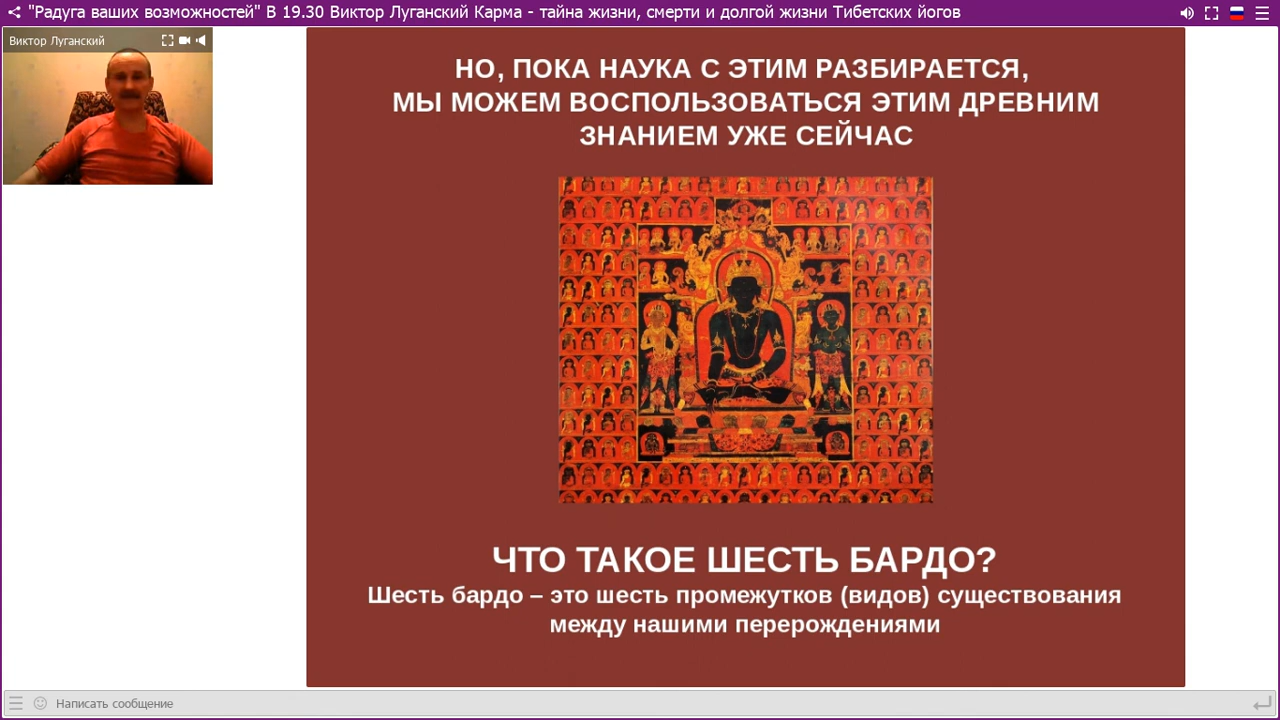 "Радуга ваших возможностей" В 19.30 Виктор Луганский Карма - тайна жизни, смерти и долгой жизни Тибетских йогов
Виктор Луганский
НО, ПОКА НАУКА С ЭТИМ РАЗБИРАЕТСЯ,
МЫ МОЖЕМ ВОСПОЛЬЗОВАТЬСЯ ЭТИМ ДРЕВНИМ
ЗНАНИЕМ УЖЕ СЕЙЧАС
ЧТО ТАКОЕ ШЕСТЬ БАРДО?
Шесть бардо – это шесть промежутков (видов) существования
между нашими перерождениями
Написать сообщение